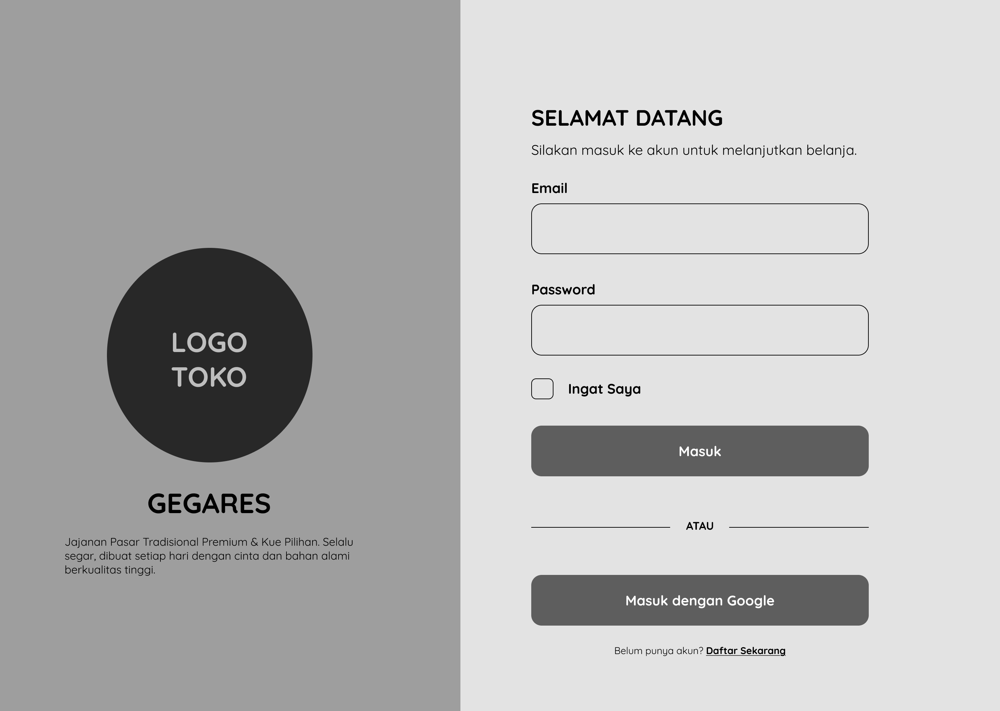 LOGO
TOKO
GEGARES
Jajanan Pasar Tradisional Premium & Kue Pilihan. Selalu
segar, dibuat setiap hari dengan cinta dan bahan alami
berkualitas tinggi.
SELAMAT DATANG
Silakan masuk ke akun untuk melanjutkan belanja.
Email
Password
Ingat Saya
Masuk
ATAU
Masuk dengan Google
Belum punya akun? Daftar Sekarang